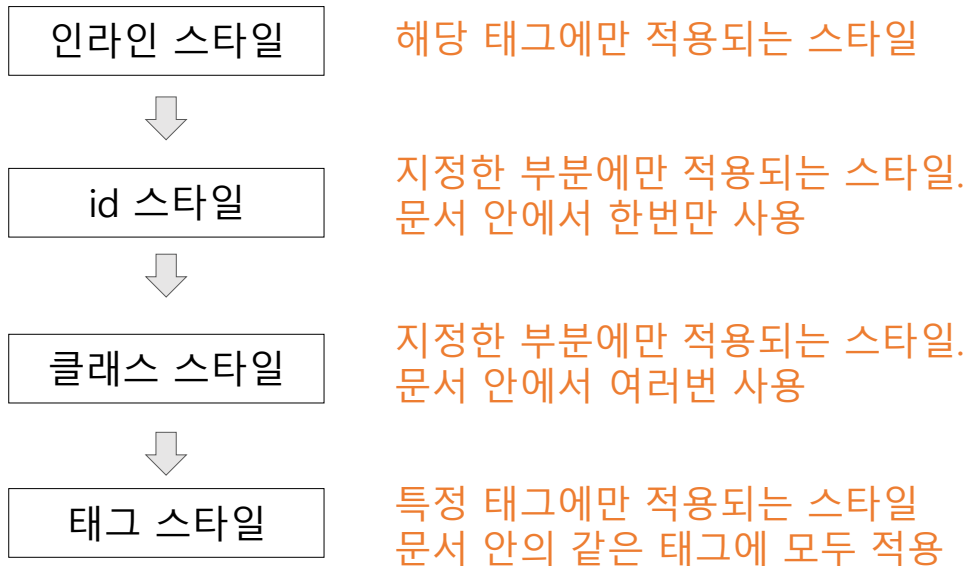 인라인 스타일
해당 태그에만 적용되는 스타일
id 스타일
지정한 부분에만 적용되는 스타일.
문서 안에서 한번만 사용
클래스 스타일
지정한 부분에만 적용되는 스타일.
문서 안에서 여러번 사용
태그 스타일
특정 태그에만 적용되는 스타일
문서 안의 같은 태그에 모두 적용